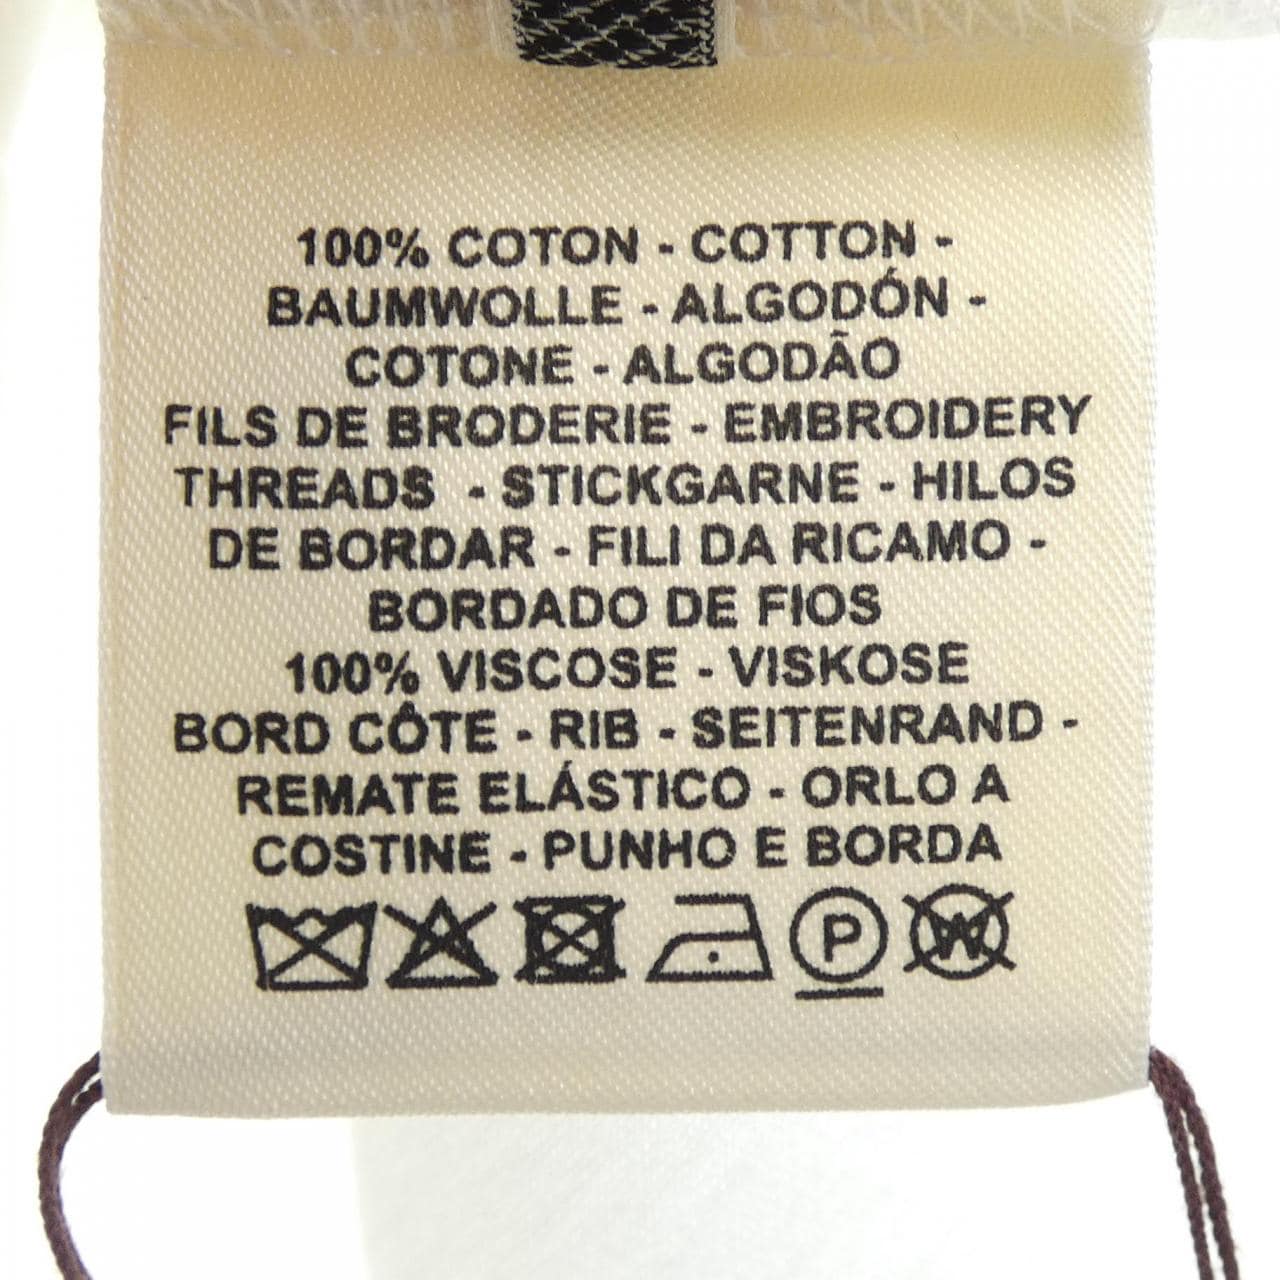 100% COTON - COTTON -
BAUMWOLLE - ALGODÓN -
COTONE - ALGODÃO
FILS DE BRODERIE - EMBROIDERY
THREADS - STICKGARNE - HILOS
DE BORDAR - FILI DA RICAMO -
BORDADO DE FIOS
100% VISCOSE - VISKOSE
BORD CÔTE - RIB - SEITENRAND -
REMATE ELÁSTICO - ORLO A
COSTINE - PUNHO E BORDA
P W